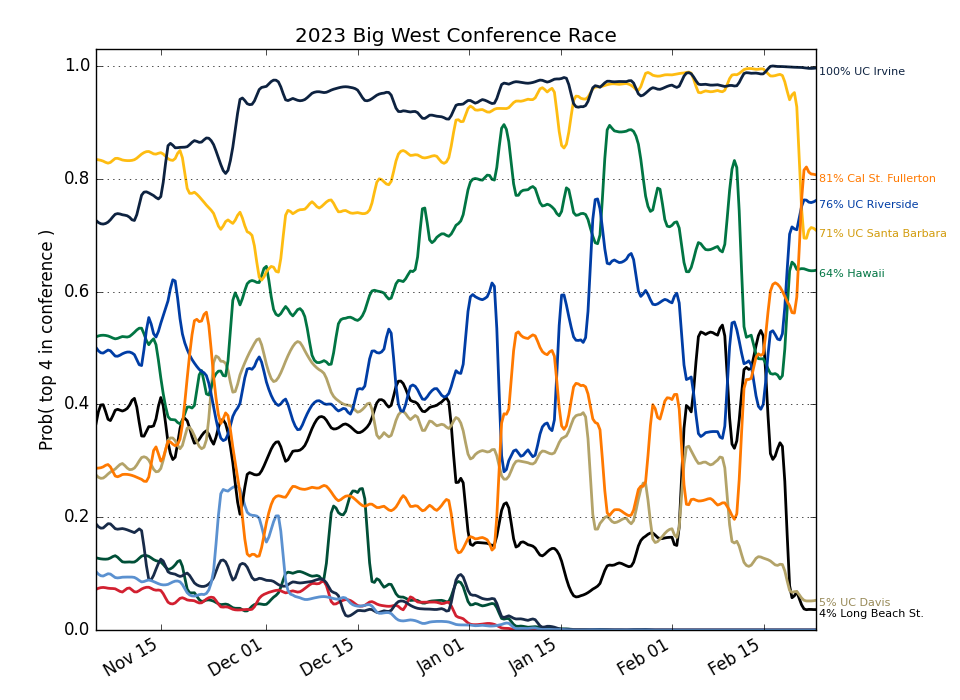 2023 Big West Conference Race
Prob( top 4 in conference )
1.0
0.8
0.6
0.4
0.2
0.0
Nov 15
Dec 01
Dec 15
Jan 01
Jan 15
Feb 01
Feb 15
100% UC Irvine
81% Cal St. Fullerton
76% UC Riverside
71% UC Santa Barbara
64% Hawaii
5% UC Davis
4% Long Beach St.